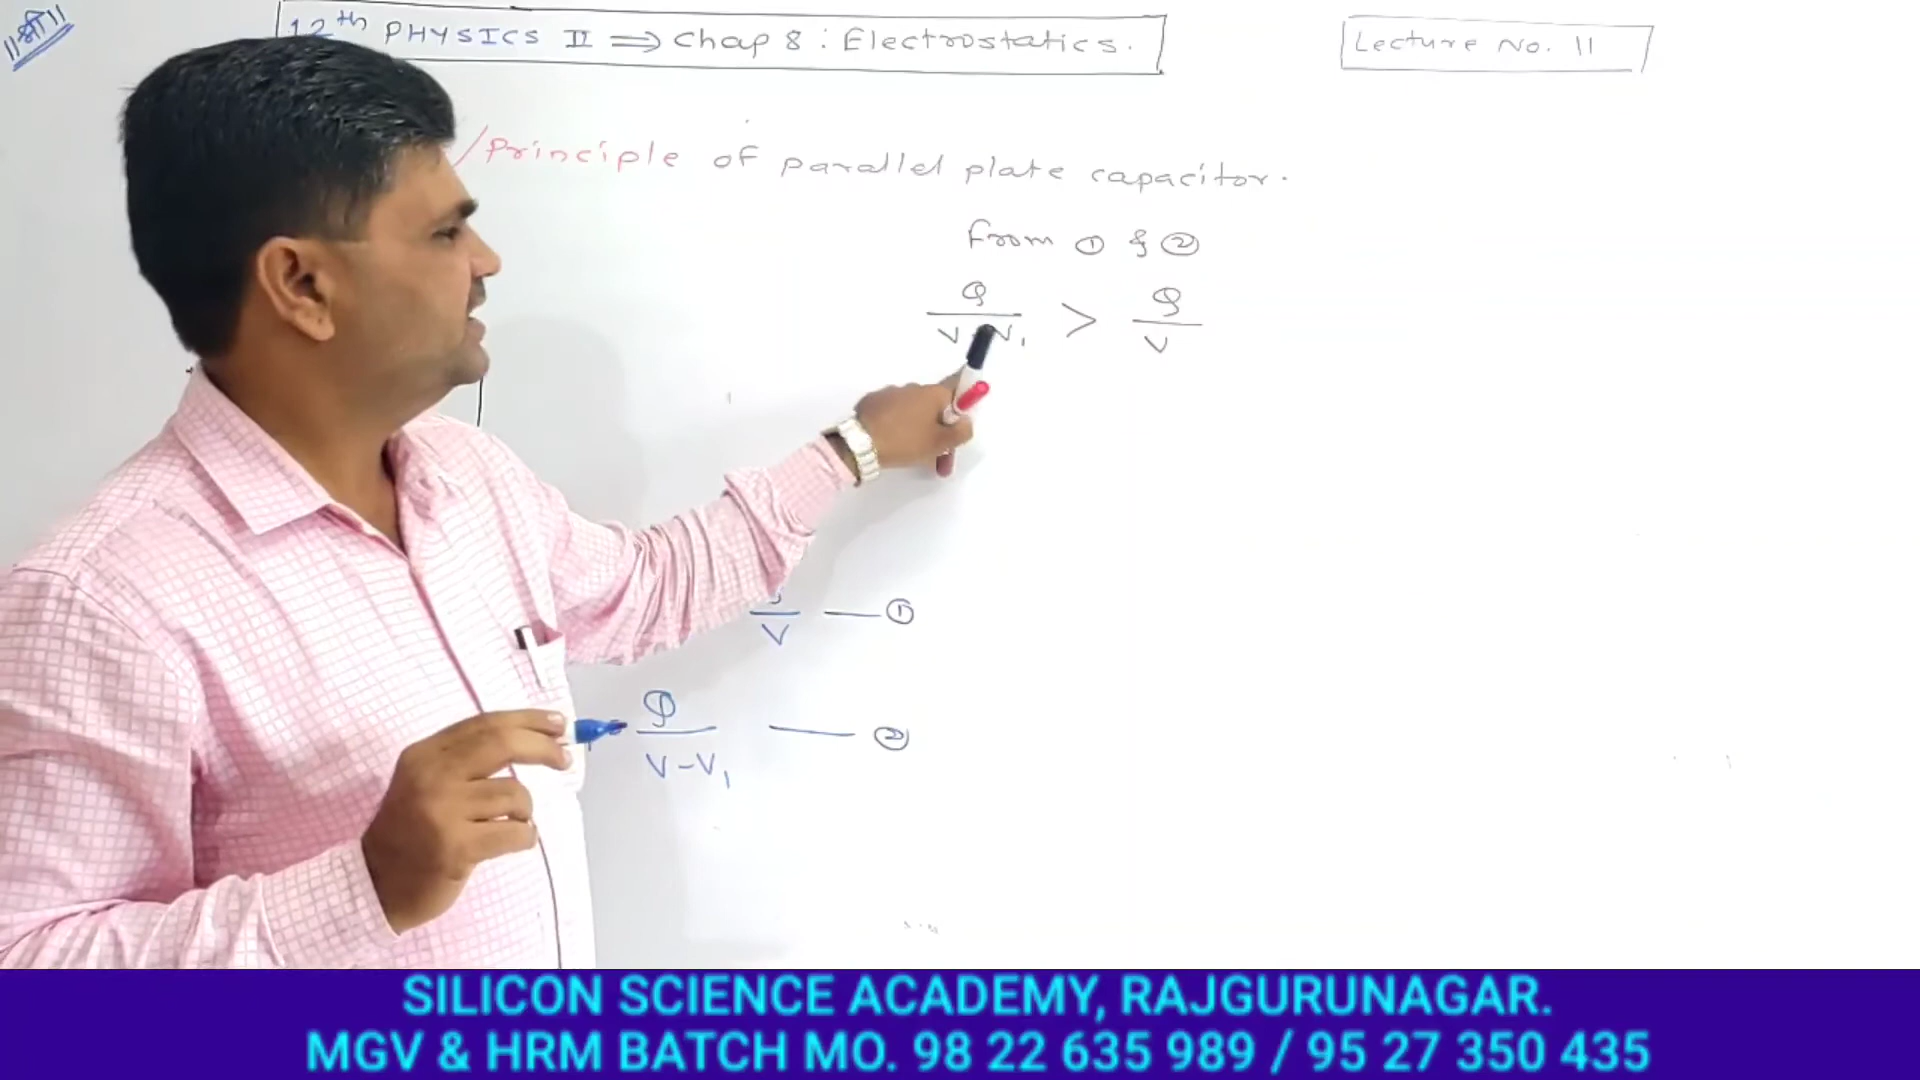 ॥श्री॥
12th PHYSICS II ⇒ Chap 8 : Electrostatics.
Lecture No. 11
/Principle of parallel plate capacitor.
From ① & ②
Q/V-V₁ > Q/V
/V — ①
Q/V-V₁ — ②
SILICON SCIENCE ACADEMY, RAJGURUNAGAR.
MGV & HRM BATCH MO. 98 22 635 989 / 95 27 350 435